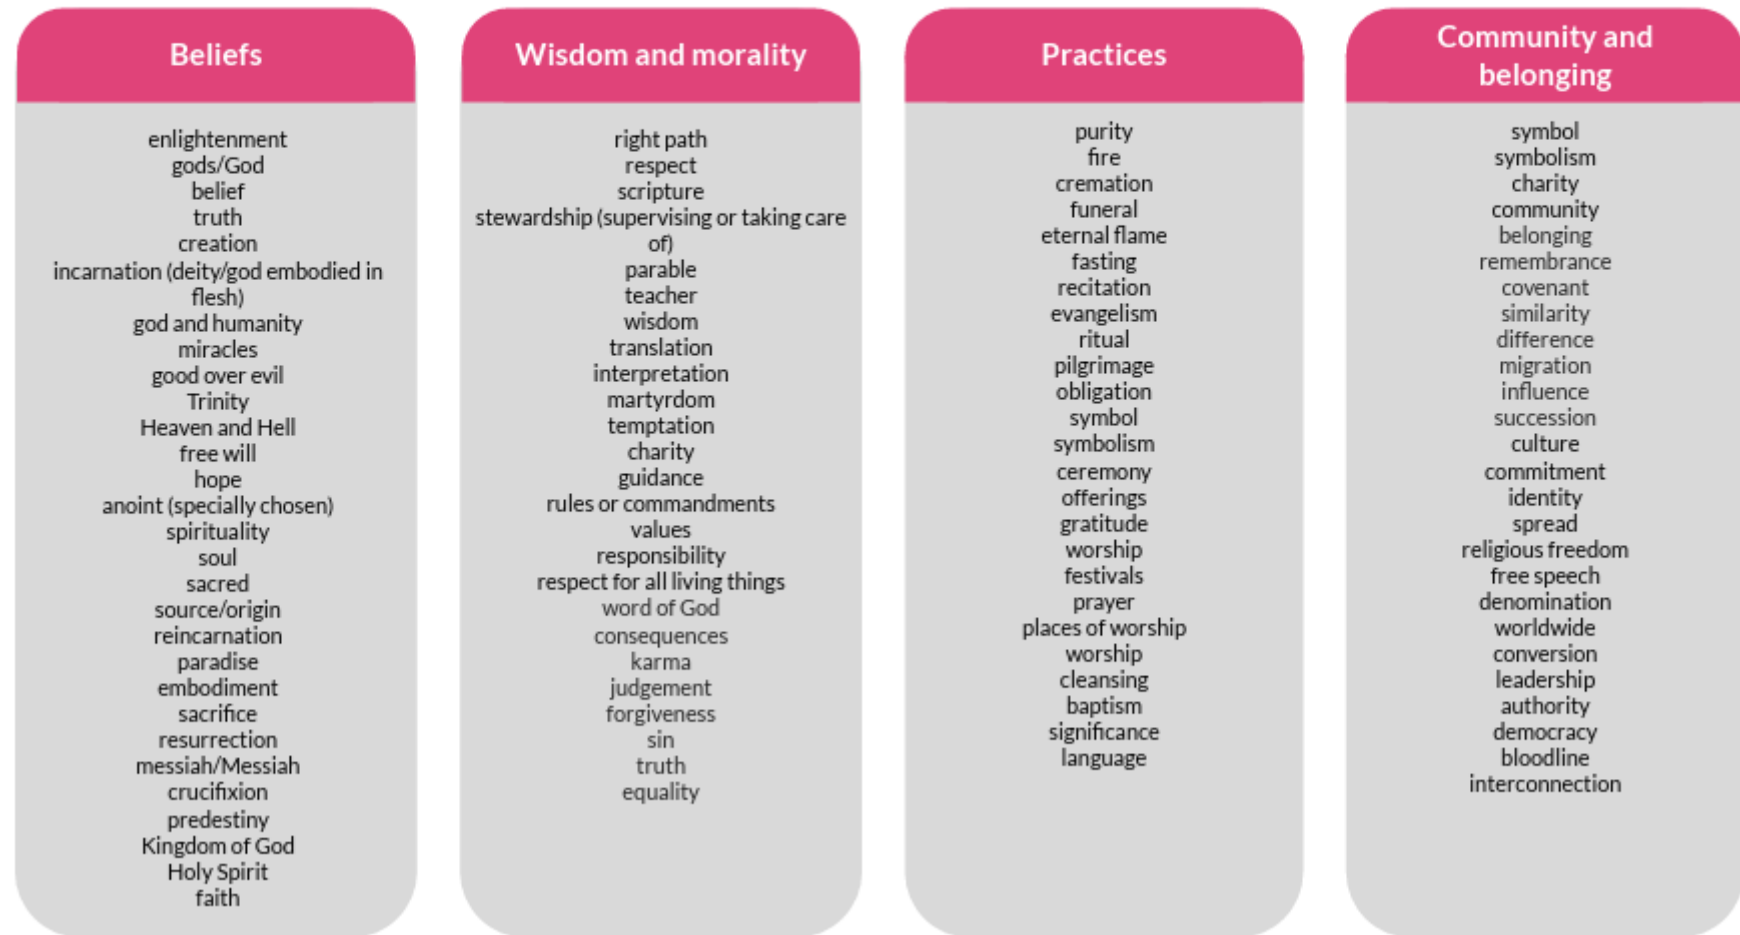 Beliefs
enlightenment
gods/God
belief
truth
creation
incarnation (deity/god embodied in
flesh)
god and humanity
miracles
good over evil
Trinity
Heaven and Hell
free will
hope
anoint (specially chosen)
spirituality
soul
sacred
source/origin
reincarnation
paradise
embodiment
sacrifice
resurrection
messiah/Messiah
crucifixion
predestiny
Kingdom of God
Holy Spirit
faith
Wisdom and morality
right path
respect
scripture
stewardship (supervising or taking care
of)
parable
teacher
wisdom
translation
interpretation
martyrdom
temptation
charity
guidance
rules or commandments
values
responsibility
respect for all living things
word of God
consequences
karma
judgement
forgiveness
sin
truth
equality
Practices
purity
fire
cremation
funeral
eternal flame
fasting
recitation
evangelism
ritual
pilgrimage
obligation
symbol
symbolism
ceremony
offerings
gratitude
worship
festivals
prayer
places of worship
worship
cleansing
baptism
significance
language
Community and
belonging
symbol
symbolism
charity
community
belonging
remembrance
covenant
similarity
difference
migration
influence
succession
culture
commitment
identity
spread
religious freedom
free speech
denomination
worldwide
conversion
leadership
authority
democracy
bloodline
interconnection